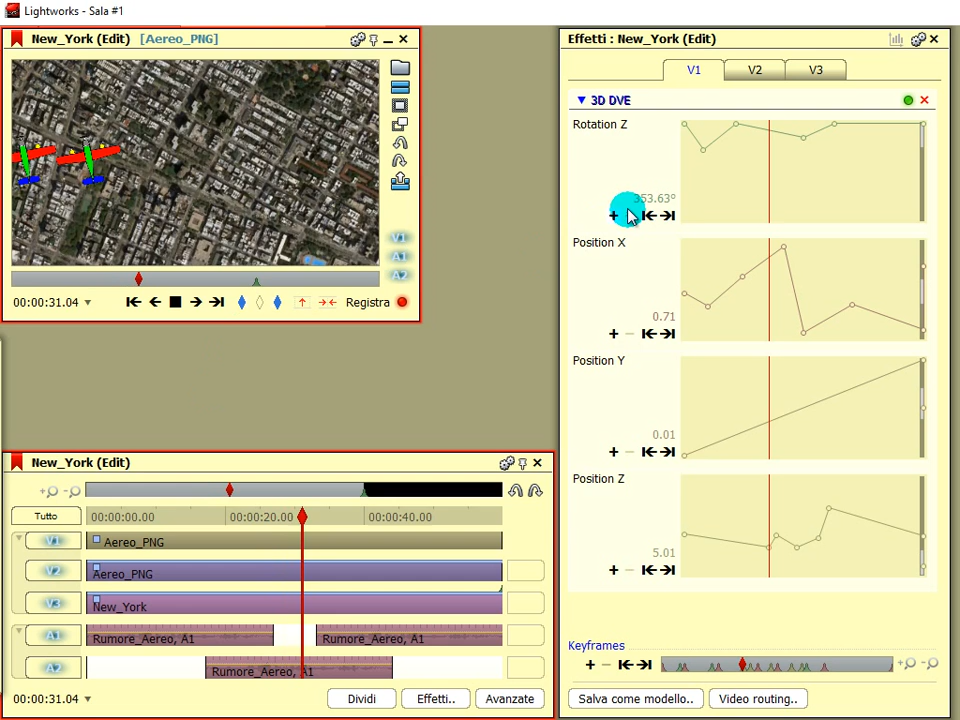 Lightworks - Sala #1
New_York (Edit) [Aereo_PNG]
V1
A1
A2
00:00:31.04
Registra
New_York (Edit)
Tutto
00:00:00.00 00:00:20.00 00:00:40.00
V1 Aereo_PNG
V2 Aereo_PNG
V3 New_York
A1 Rumore_Aereo, A1 Rumore_Aereo, A1
A2 Rumore_Aereo, A1
00:00:31.04 Dividi Effetti.. Avanzate
Effetti : New_York (Edit)
V1 V2 V3
3D DVE
Rotation Z
353.63°
Position X
0.71
Position Y
0.01
Position Z
5.01
Keyframes
Salva come modello.. Video routing..